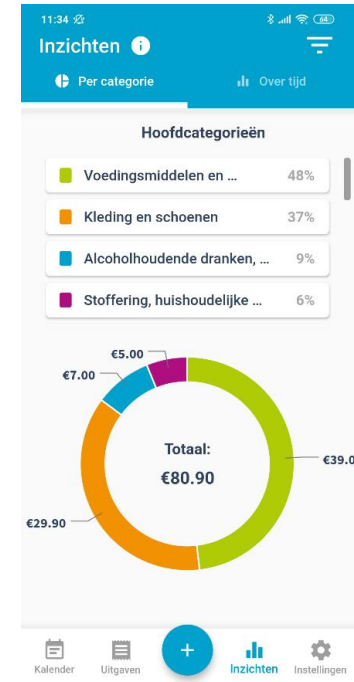 11:34
64
Inzichten i
Per categorie
Over tijd
Hoofdcategorieën
Voedingsmiddelen en ... 48%
Kleding en schoenen 37%
Alcoholhoudende dranken, ... 9%
Stoffering, huishoudelijke ... 6%
€5.00
€7.00
Totaal:
€80.90
€39.0
€29.90
+
Kalender
Uitgaven
Inzichten
Instellingen